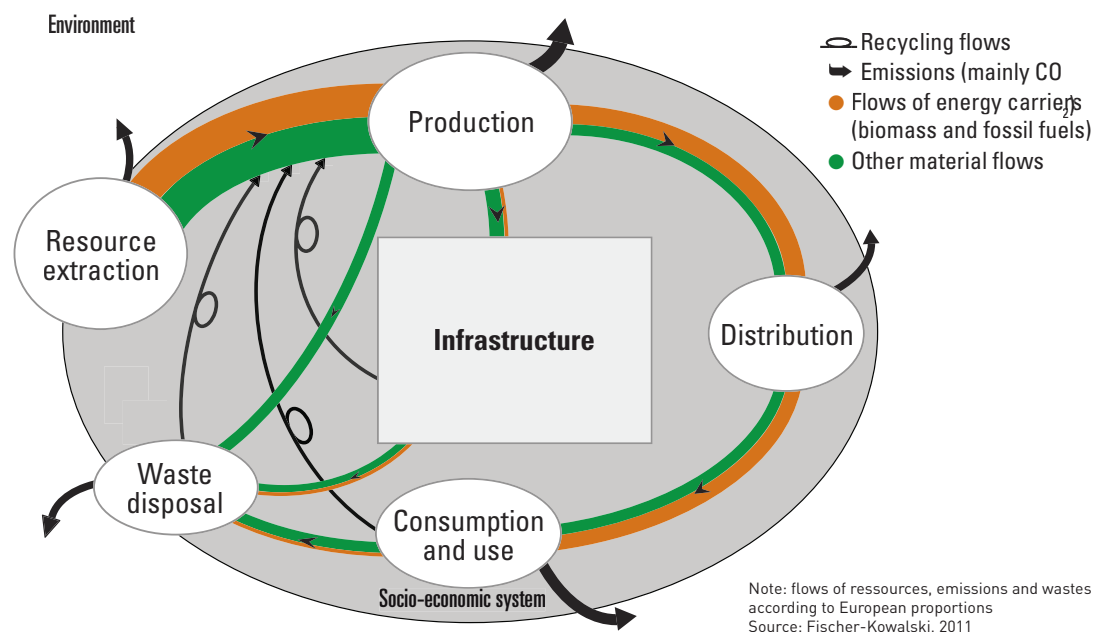 Environment
Recycling flows
Emissions (mainly CO
2)
Flows of energy carriers
(biomass and fossil fuels)
Other material flows
Production
Resource
extraction
Infrastructure
Distribution
Waste
disposal
Consumption
and use
Socio-economic system
Note: flows of ressources, emissions and wastes
according to European proportions
Source: Fischer-Kowalski, 2011